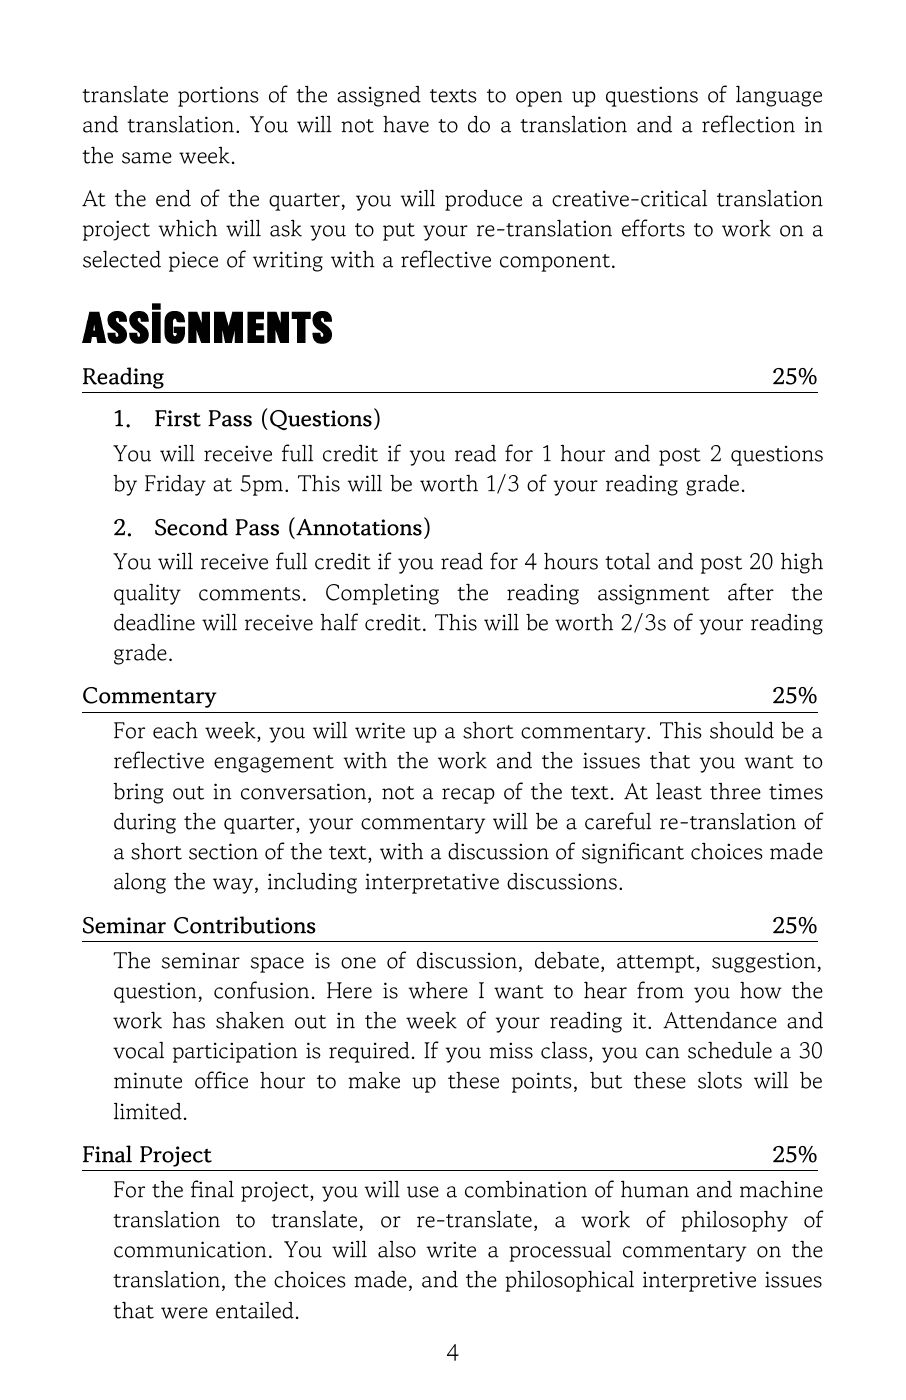 translate portions of the assigned texts to open up questions of language
and translation. You will not have to do a translation and a reflection in
the same week.
At the end of the quarter, you will produce a creative-critical translation
project which will ask you to put your re-translation efforts to work on a
selected piece of writing with a reflective component.
ASSiGNMENTS
Reading 25%
1. First Pass (Questions)
You will receive full credit if you read for 1 hour and post 2 questions
by Friday at 5pm. This will be worth 1/3 of your reading grade.
2. Second Pass (Annotations)
You will receive full credit if you read for 4 hours total and post 20 high
quality comments. Completing the reading assignment after the
deadline will receive half credit. This will be worth 2/3s of your reading
grade.
Commentary 25%
For each week, you will write up a short commentary. This should be a
reflective engagement with the work and the issues that you want to
bring out in conversation, not a recap of the text. At least three times
during the quarter, your commentary will be a careful re-translation of
a short section of the text, with a discussion of significant choices made
along the way, including interpretative discussions.
Seminar Contributions 25%
The seminar space is one of discussion, debate, attempt, suggestion,
question, confusion. Here is where I want to hear from you how the
work has shaken out in the week of your reading it. Attendance and
vocal participation is required. If you miss class, you can schedule a 30
minute office hour to make up these points, but these slots will be
limited.
Final Project 25%
For the final project, you will use a combination of human and machine
translation to translate, or re-translate, a work of philosophy of
communication. You will also write a processual commentary on the
translation, the choices made, and the philosophical interpretive issues
that were entailed.
4